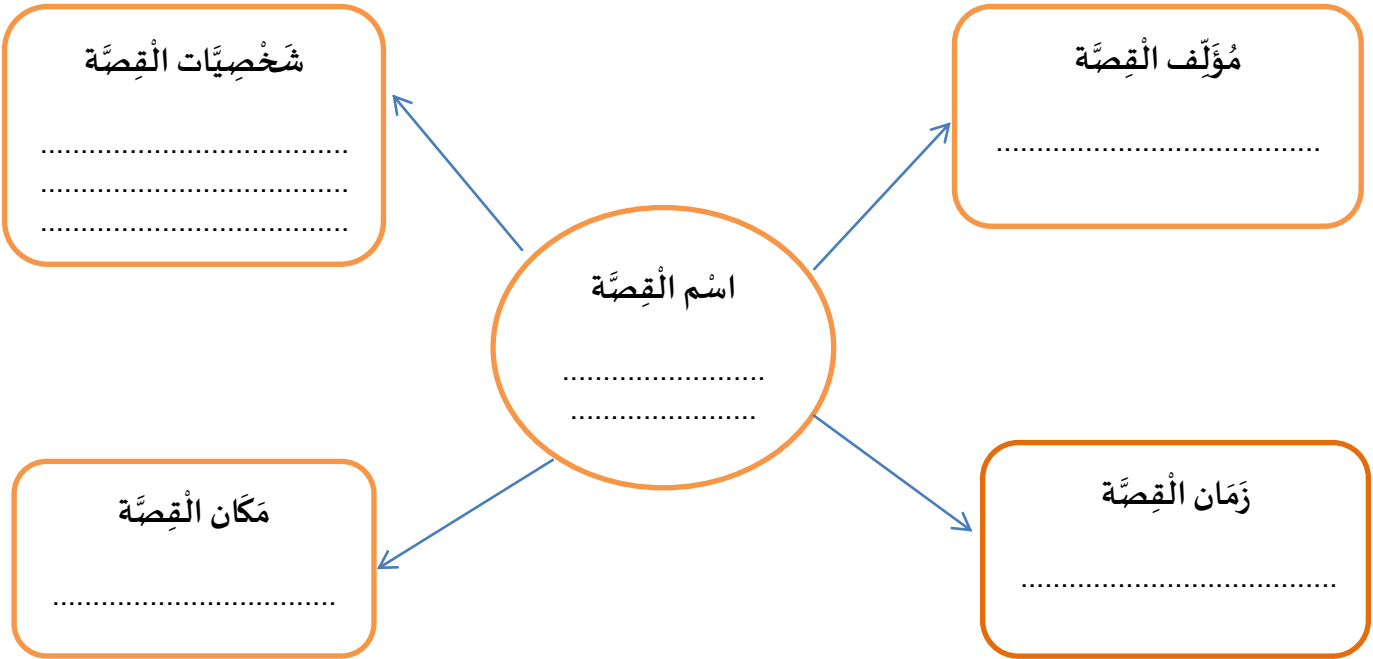 مُؤَلِّف الْقِصَّة
.......................................
شَخْصِيَّات الْقِصَّة
......................................
......................................
......................................
اسْم الْقِصَّة
.........................
.......................
زَمَان الْقِصَّة
.......................................
مَكَان الْقِصَّة
...................................